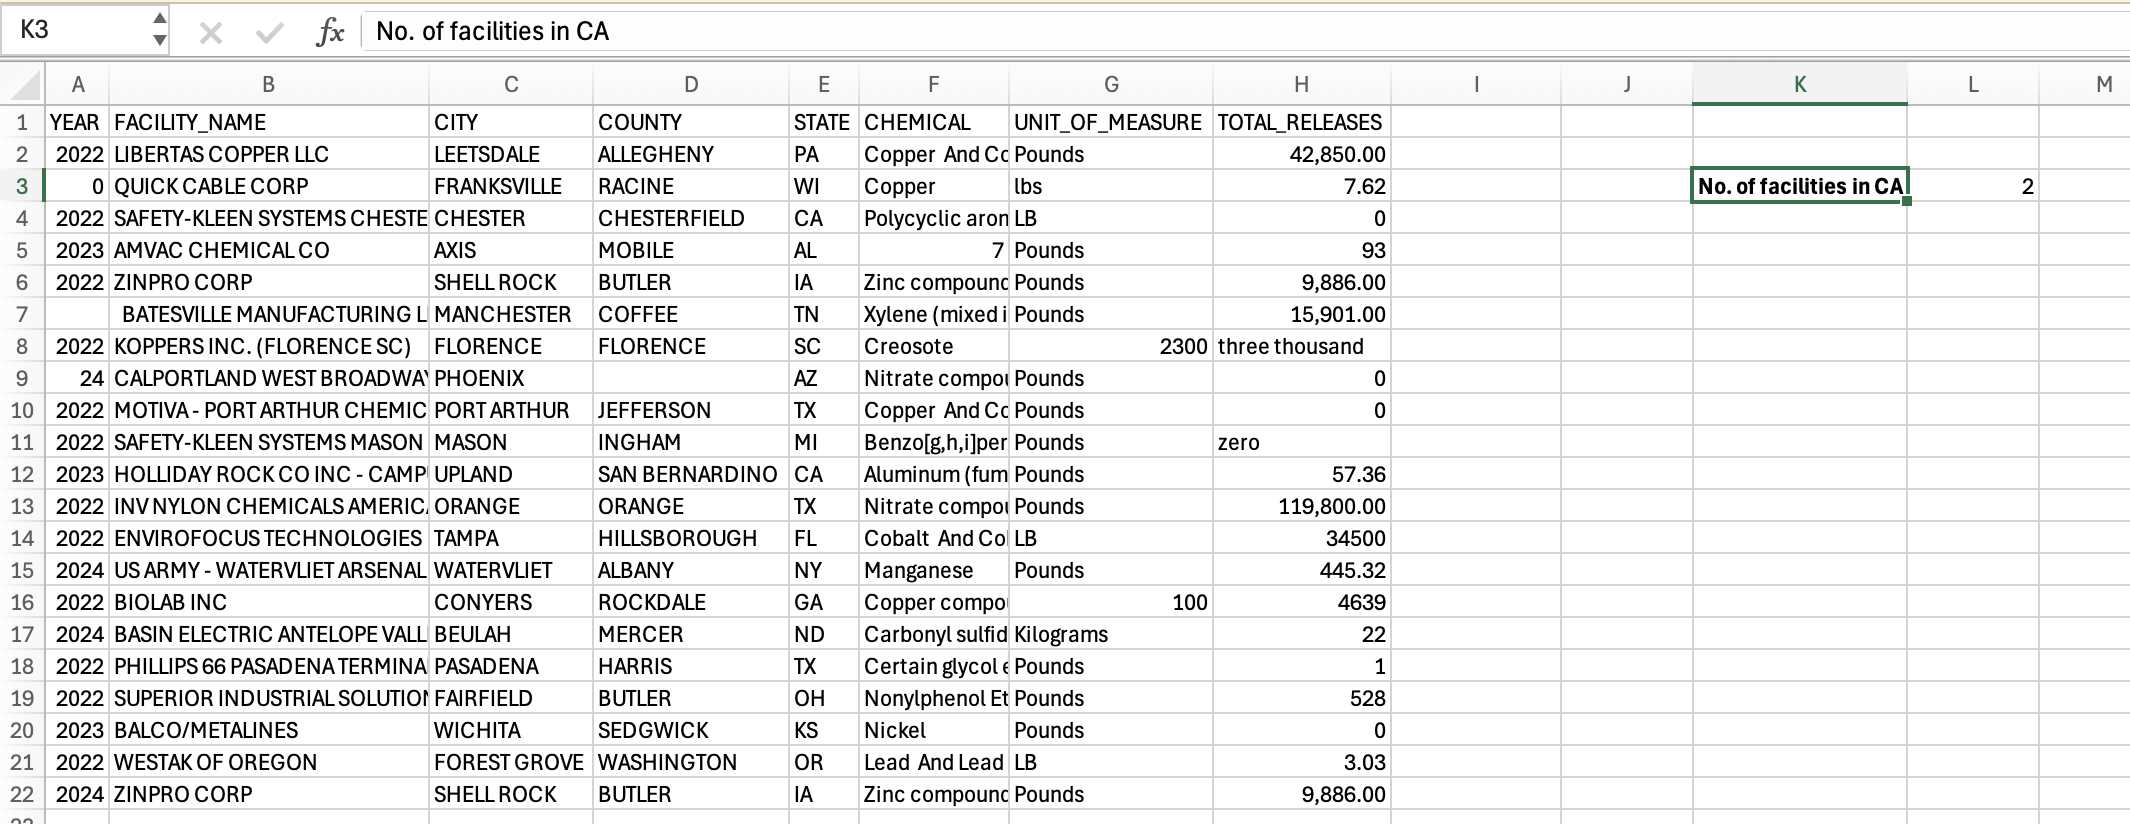 K3 fx No. of facilities in CA
A B C D E F G H I J K L M
1 YEAR FACILITY_NAME CITY COUNTY STATE CHEMICAL UNIT_OF_MEASURE TOTAL_RELEASES
2 2022 LIBERTAS COPPER LLC LEETSDALE ALLEGHENY PA Copper And Co Pounds 42,850.00
3 0 QUICK CABLE CORP FRANKSVILLE RACINE WI Copper lbs 7.62 No. of facilities in CA 2
4 2022 SAFETY-KLEEN SYSTEMS CHESTE CHESTER CHESTERFIELD CA Polycyclic aron LB 0
5 2023 AMVAC CHEMICAL CO AXIS MOBILE AL 7 Pounds 93
6 2022 ZINPRO CORP SHELL ROCK BUTLER IA Zinc compound Pounds 9,886.00
7 BATESVILLE MANUFACTURING L MANCHESTER COFFEE TN Xylene (mixed i Pounds 15,901.00
8 2022 KOPPERS INC. (FLORENCE SC) FLORENCE FLORENCE SC Creosote 2300 three thousand
9 24 CALPORTLAND WEST BROADWAY PHOENIX AZ Nitrate compou Pounds 0
10 2022 MOTIVA - PORT ARTHUR CHEMIC PORT ARTHUR JEFFERSON TX Copper And Co Pounds 0
11 2022 SAFETY-KLEEN SYSTEMS MASON MASON INGHAM MI Benzo[g,h,i]per Pounds zero
12 2023 HOLLIDAY ROCK CO INC - CAMPU UPLAND SAN BERNARDINO CA Aluminum (fum Pounds 57.36
13 2022 INV NYLON CHEMICALS AMERICA ORANGE ORANGE TX Nitrate compou Pounds 119,800.00
14 2022 ENVIROFOCUS TECHNOLOGIES TAMPA HILLSBOROUGH FL Cobalt And Co LB 34500
15 2024 US ARMY - WATERVLIET ARSENAL WATERVLIET ALBANY NY Manganese Pounds 445.32
16 2022 BIOLAB INC CONYERS ROCKDALE GA Copper compou 100 4639
17 2024 BASIN ELECTRIC ANTELOPE VALL BEULAH MERCER ND Carbonyl sulfid Kilograms 22
18 2022 PHILLIPS 66 PASADENA TERMINA PASADENA HARRIS TX Certain glycol e Pounds 1
19 2022 SUPERIOR INDUSTRIAL SOLUTION FAIRFIELD BUTLER OH Nonylphenol Et Pounds 528
20 2023 BALCO/METALINES WICHITA SEDGWICK KS Nickel Pounds 0
21 2022 WESTAK OF OREGON FOREST GROVE WASHINGTON OR Lead And Lead LB 3.03
22 2024 ZINPRO CORP SHELL ROCK BUTLER IA Zinc compound Pounds 9,886.00